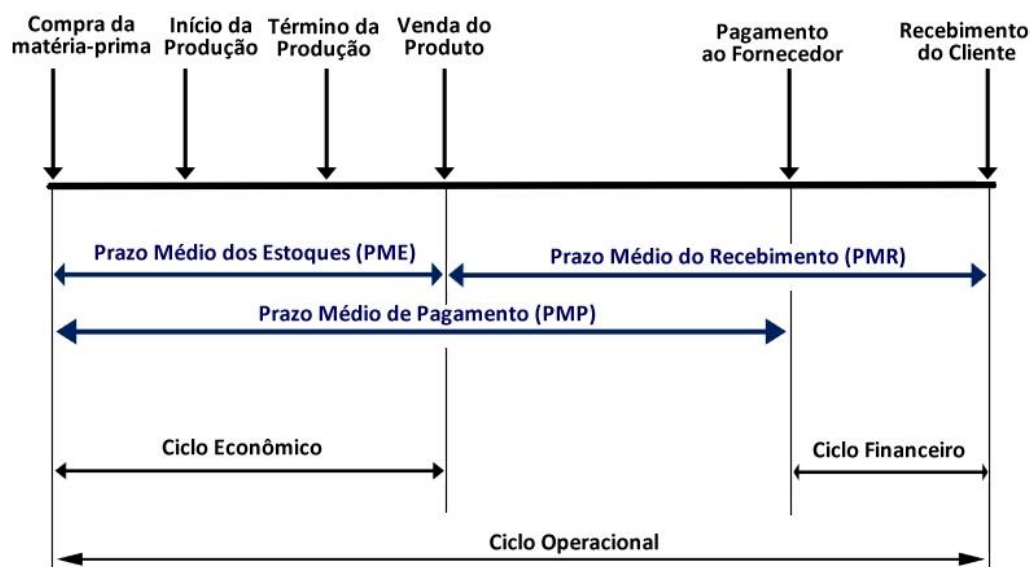 Compra da
matéria-prima
Início da
Produção
Término da
Produção
Venda do
Produto
Pagamento
ao Fornecedor
Recebimento
do Cliente
Prazo Médio dos Estoques (PME)
Prazo Médio do Recebimento (PMR)
Prazo Médio de Pagamento (PMP)
Ciclo Econômico
Ciclo Financeiro
Ciclo Operacional